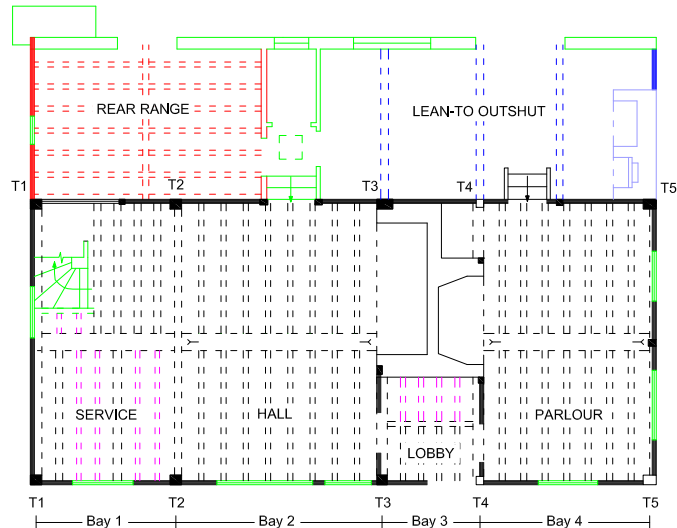 REAR RANGE
LEAN-TO OUTSHUT
T1 T2 T3 T4 T5
SERVICE HALL PARLOUR
LOBBY
T1 T2 T3 T4 T5
Bay 1 Bay 2 Bay 3 Bay 4